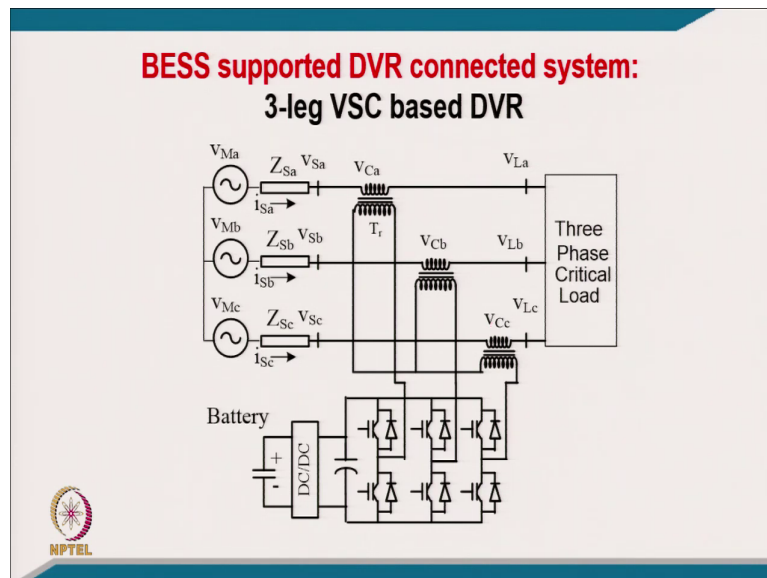 BESS supported DVR connected system:
3-leg VSC based DVR
vMa
ZSa vSa
vCa
vLa
iSa
Tr
vMb
ZSb vSb
vCb
vLb
iSb
vMc
ZSc vSc
vCc
vLc
iSc
Three
Phase
Critical
Load
Battery
+
-
DC/DC
NPTEL